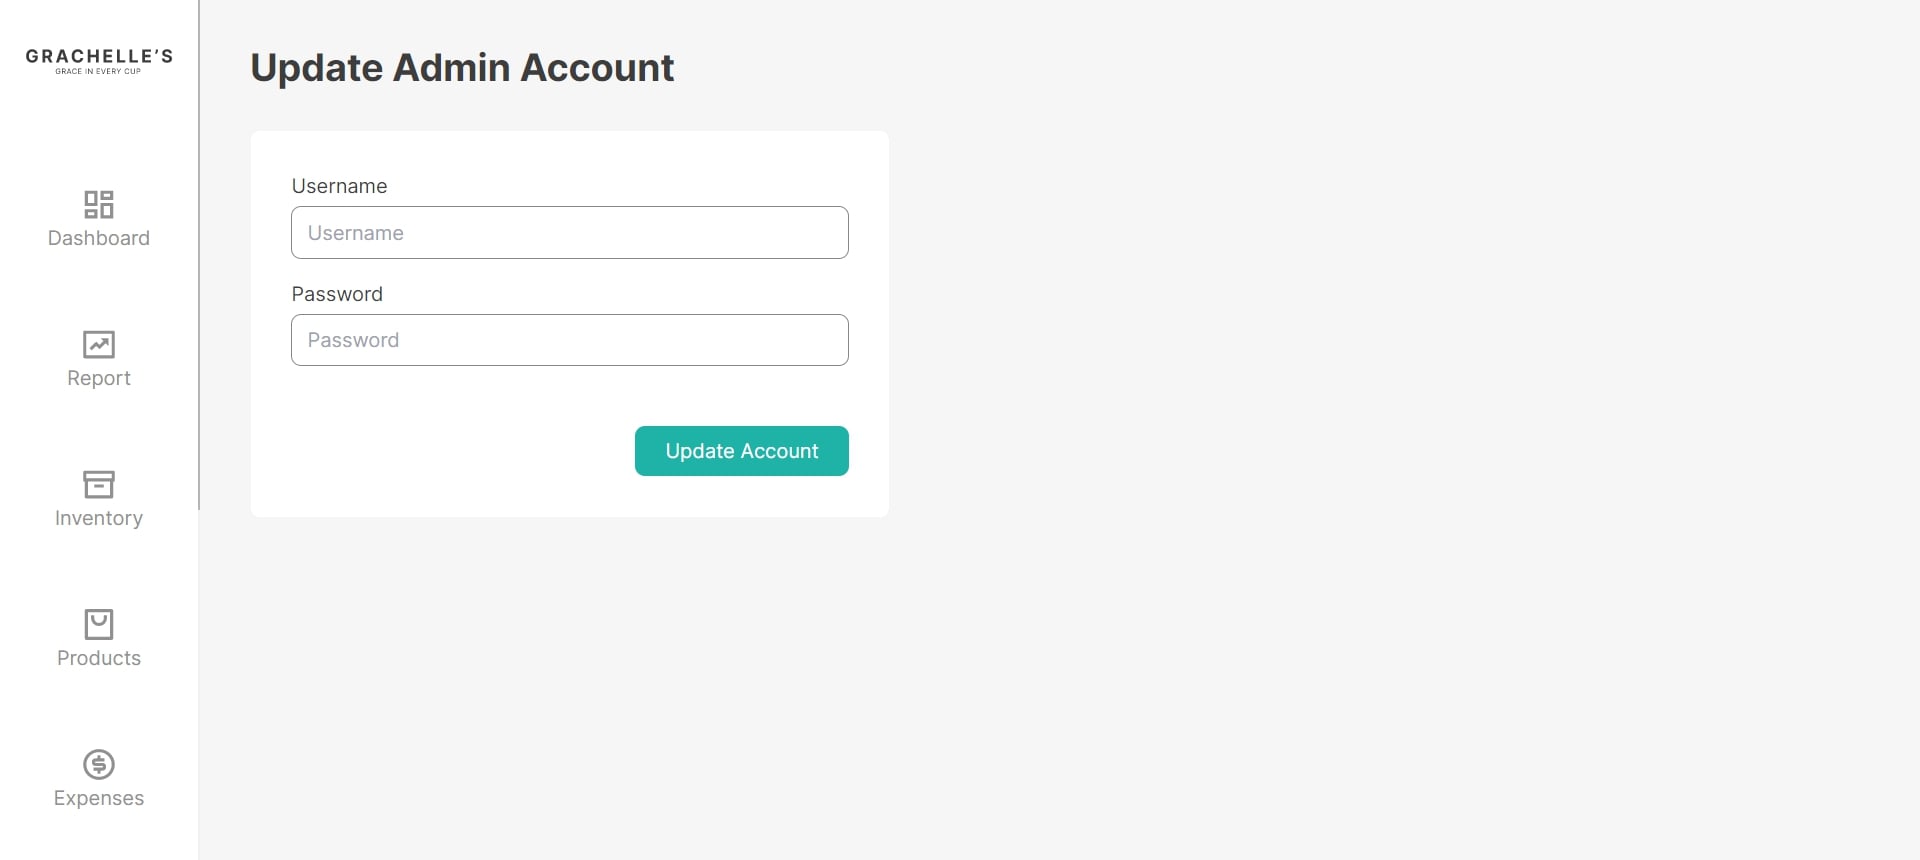 GRACHELLE'S
GRACE IN EVERY CUP
Dashboard
Report
Inventory
Products
Expenses
Update Admin Account
Username
Username
Password
Password
Update Account